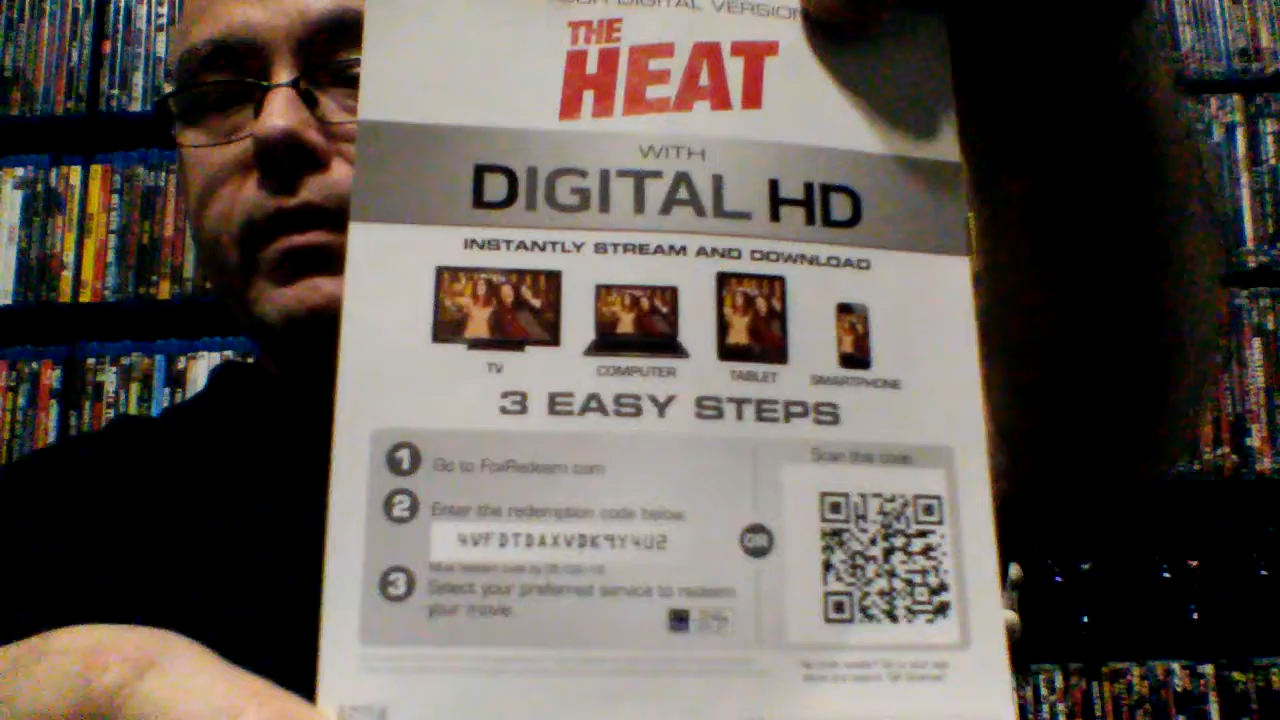 DIGITAL VERSION
THE
HEAT
WITH
DIGITAL HD
INSTANTLY STREAM AND DOWNLOAD
TV
COMPUTER
TABLET
SMARTPHONE
3 EASY STEPS
1 Go to FoxRedeem.com
2 Enter the redemption code below.
4VFDTDAXVDK9Y4U2
3 Select your preferred service to redeem
your movie.
OR
Scan this code.